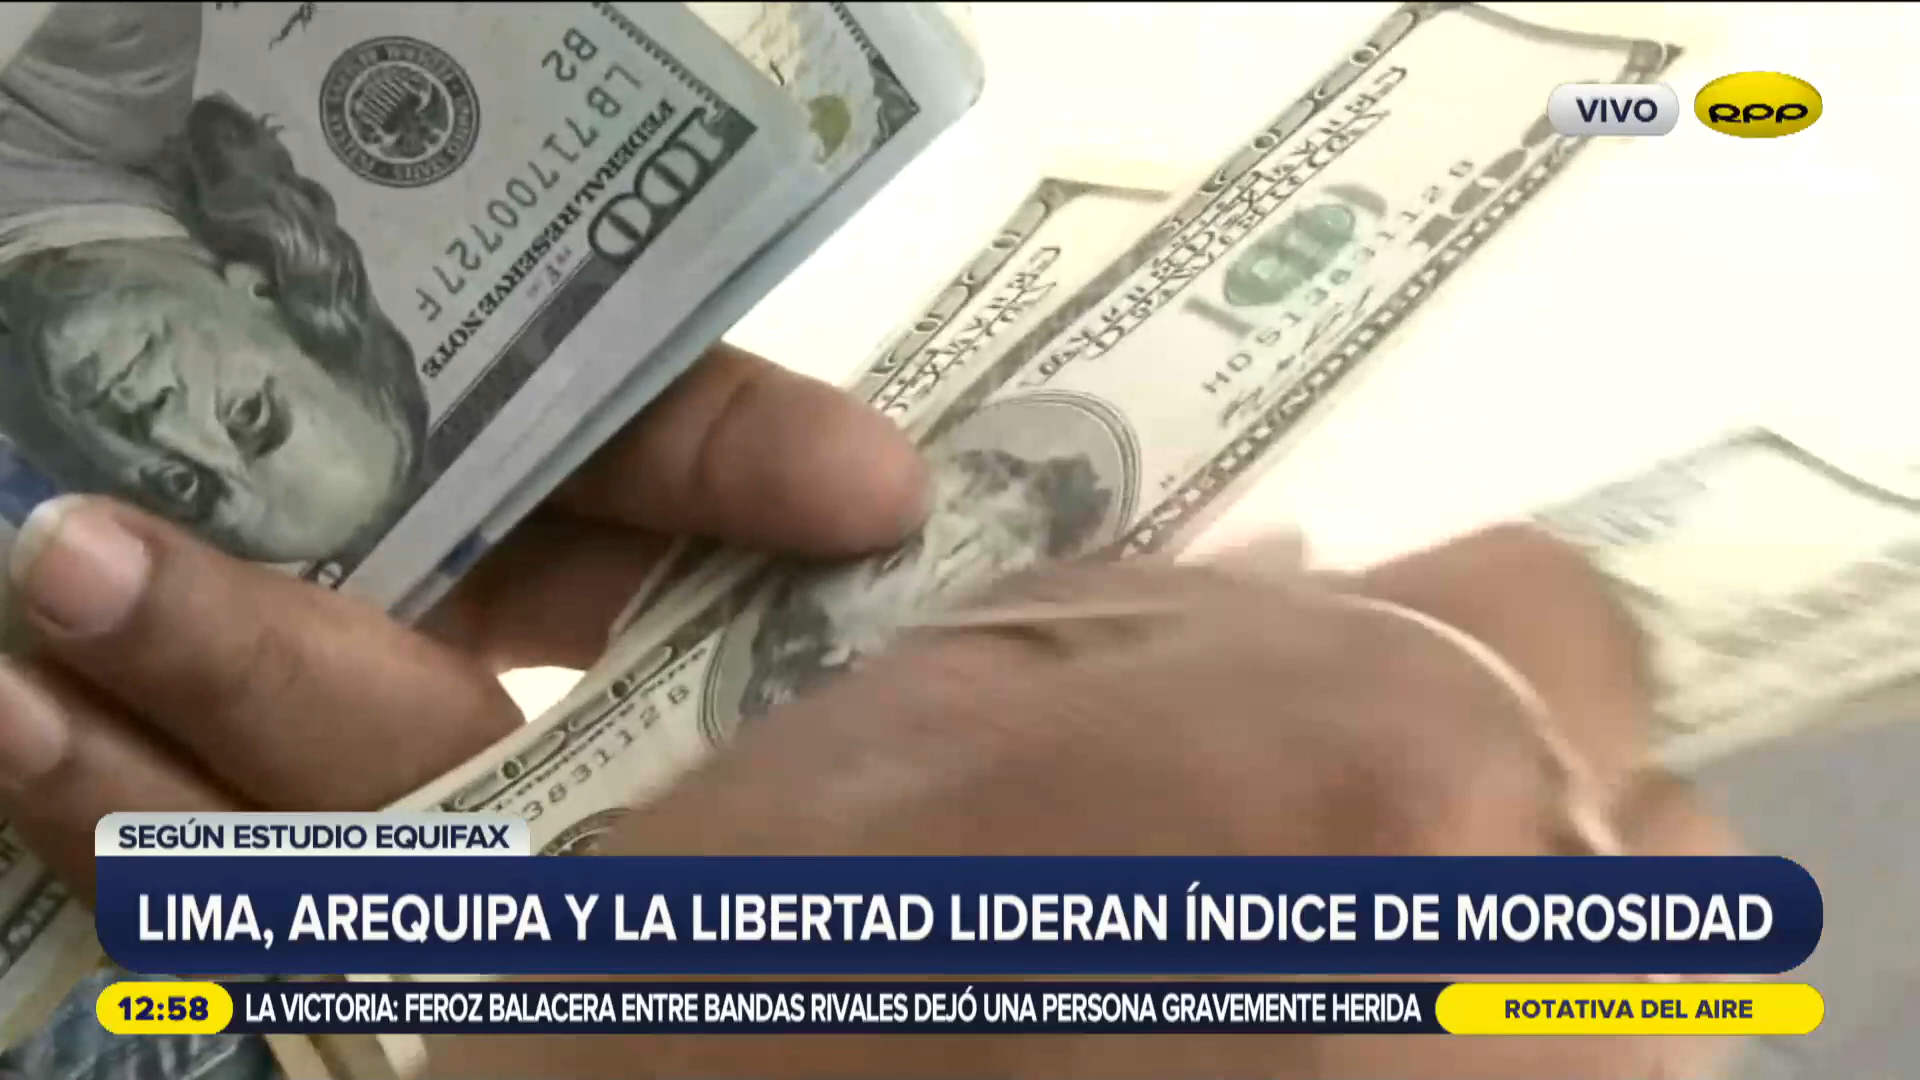 B2
LB71700727F
FEDERAL RESERVE NOTE
100
100
VIVO
RPP
SEGÚN ESTUDIO EQUIFAX
LIMA, AREQUIPA Y LA LIBERTAD LIDERAN ÍNDICE DE MOROSIDAD
12:58
LA VICTORIA: FEROZ BALACERA ENTRE BANDAS RIVALES DEJÓ UNA PERSONA GRAVEMENTE HERIDA
ROTATIVA DEL AIRE